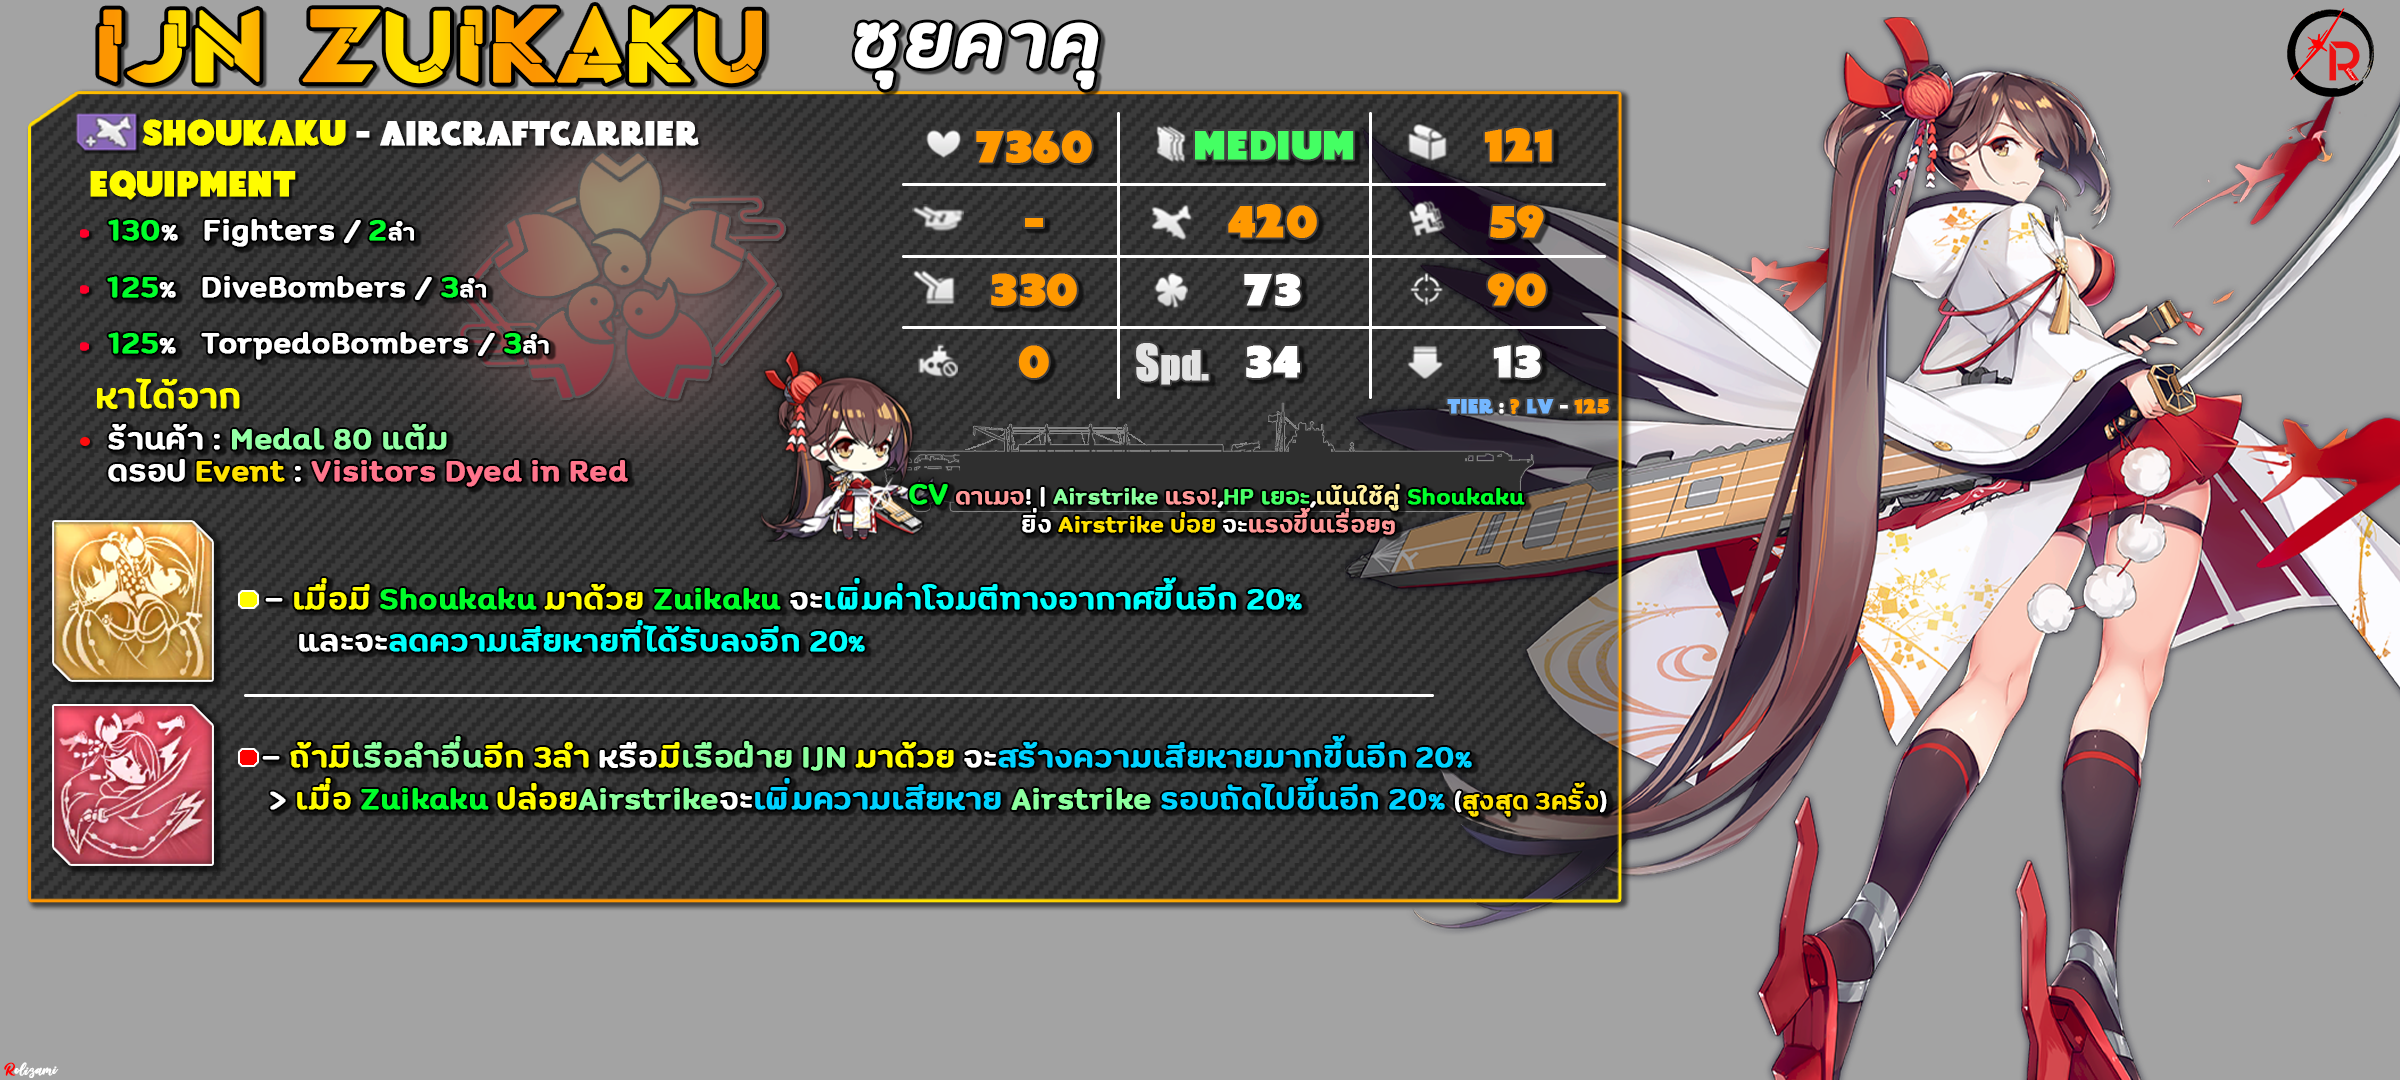 IJN ZUIKAKU ซุยคาคุ
SHOUKAKU - AIRCRAFTCARRIER
EQUIPMENT
130% Fighters / 2ลำ
125% DiveBombers / 3ลำ
125% TorpedoBombers / 3ลำ
หาได้จาก
ร้านค้า : Medal 80 แต้ม
ดรอป Event : Visitors Dyed in Red
7360 MEDIUM 121
- 420 59
330 73 90
0 Spd. 34 13
TIER : ? LV - 125
CV ดาเมจ! | Airstrike แรง!,HP เยอะ,เน้นใช้คู่ Shoukaku
ยิ่ง Airstrike บ่อย จะแรงขึ้นเรื่อยๆ
– เมื่อมี Shoukaku มาด้วย Zuikaku จะเพิ่มค่าโจมตีทางอากาศขึ้นอีก 20%
และจะลดความเสียหายที่ได้รับลงอีก 20%
– ถ้ามีเรือลำอื่นอีก 3ลำ หรือมีเรือฝ่าย IJN มาด้วย จะสร้างความเสียหายมากขึ้นอีก 20%
> เมื่อ Zuikaku ปล่อยAirstrikeจะเพิ่มความเสียหาย Airstrike รอบถัดไปขึ้นอีก 20% (สูงสุด 3ครั้ง)
R
Rolizami